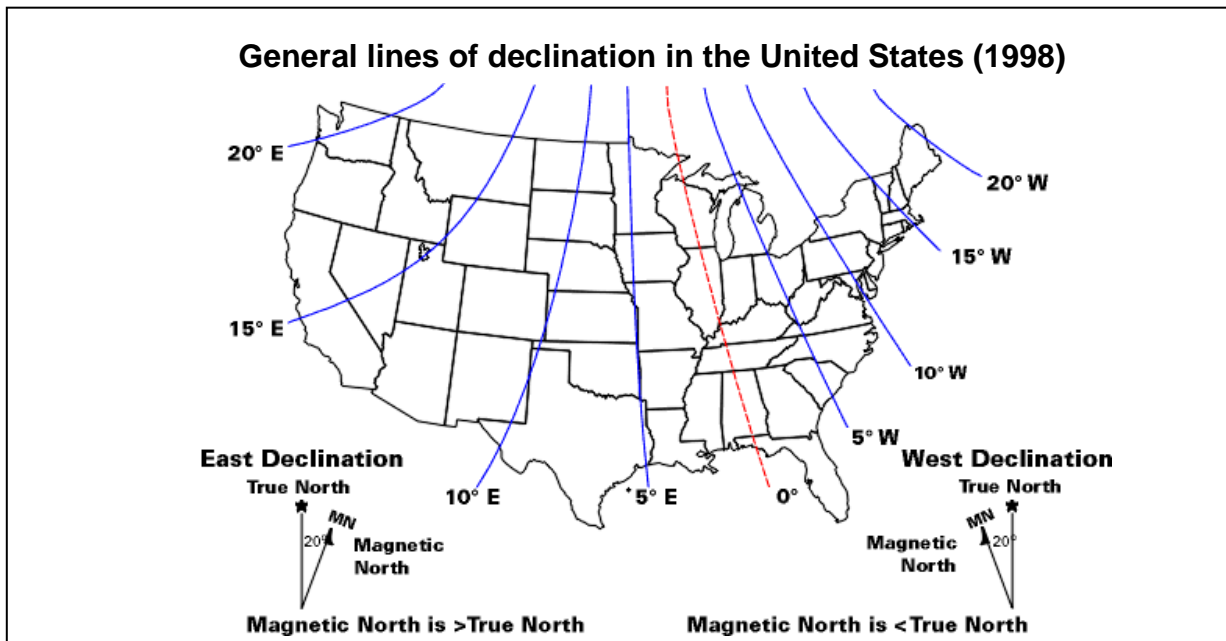 General lines of declination in the United States (1998)
20° E
20° W
15° W
15° E
10° W
5° W
East Declination
True North
MN
20°
Magnetic
North
Magnetic North is >True North
10° E
5° E
0°
West Declination
True North
MN
20°
Magnetic
North
Magnetic North is <True North